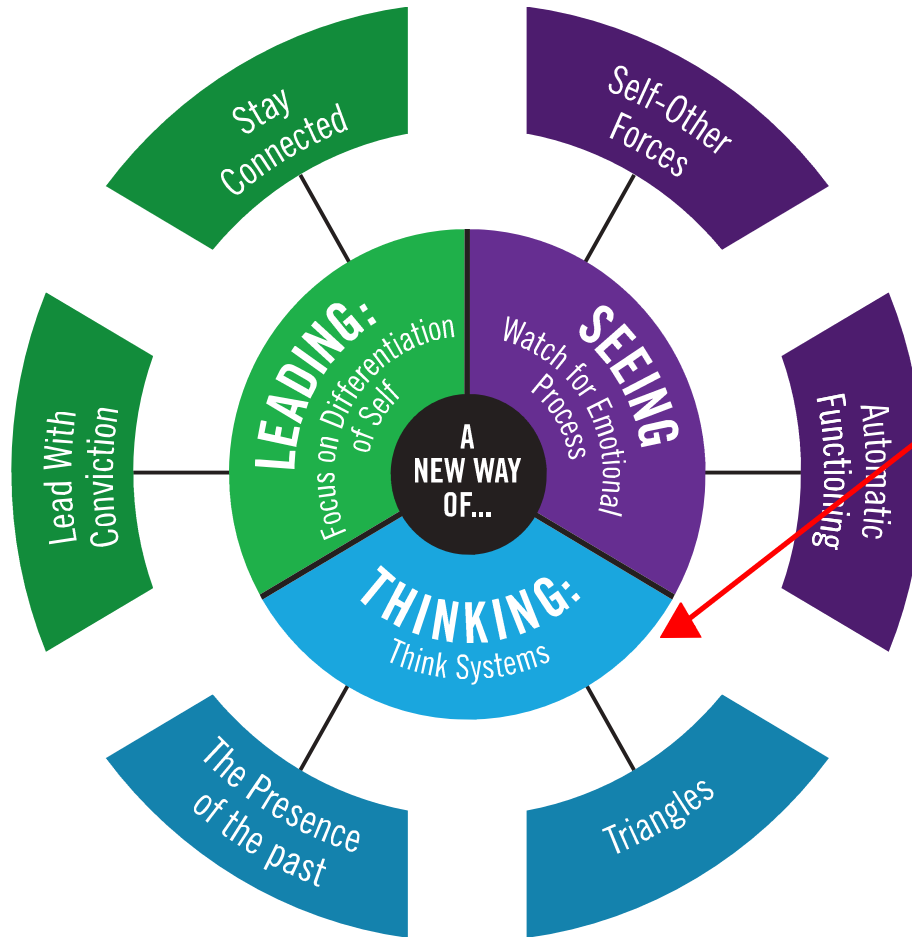 Stay
Connected
Self-Other
Forces
LEADING:
Focus on Differentiation
of Self
SEEING
Watch for Emotional
Process
Lead With
Conviction
A
NEW WAY
OF...
Automatic
Functioning
THINKING:
Think Systems
The Presence
of the past
Triangles